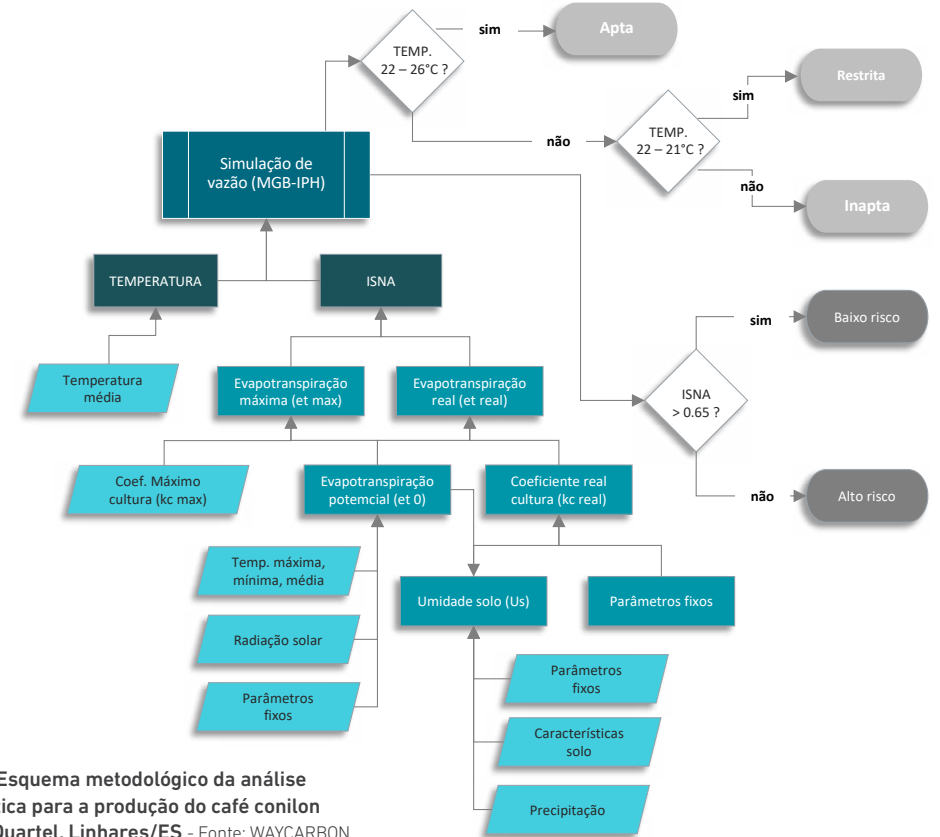 sim
Apta
TEMP.
22 – 26°C ?
Restrita
sim
não
TEMP.
22 – 21°C ?
não
Inapta
Simulação de
vazão (MGB-IPH)
TEMPERATURA
ISNA
sim
Baixo risco
Temperatura
média
Evapotranspiração
máxima (et max)
Evapotranspiração
real (et real)
ISNA
> 0.65 ?
Coef. Máximo
cultura (kc max)
Evapotranspiração
potemcial (et 0)
Coeficiente real
cultura (kc real)
não
Alto risco
Temp. máxima,
mínima, média
Umidade solo (Us)
Parâmetros fixos
Radiação solar
Parâmetros
fixos
Parâmetros
fixos
Características
solo
Precipitação
Esquema metodológico da análise
tica para a produção do café conilon
Quartel, Linhares/ES - Fonte: WAYCARBON